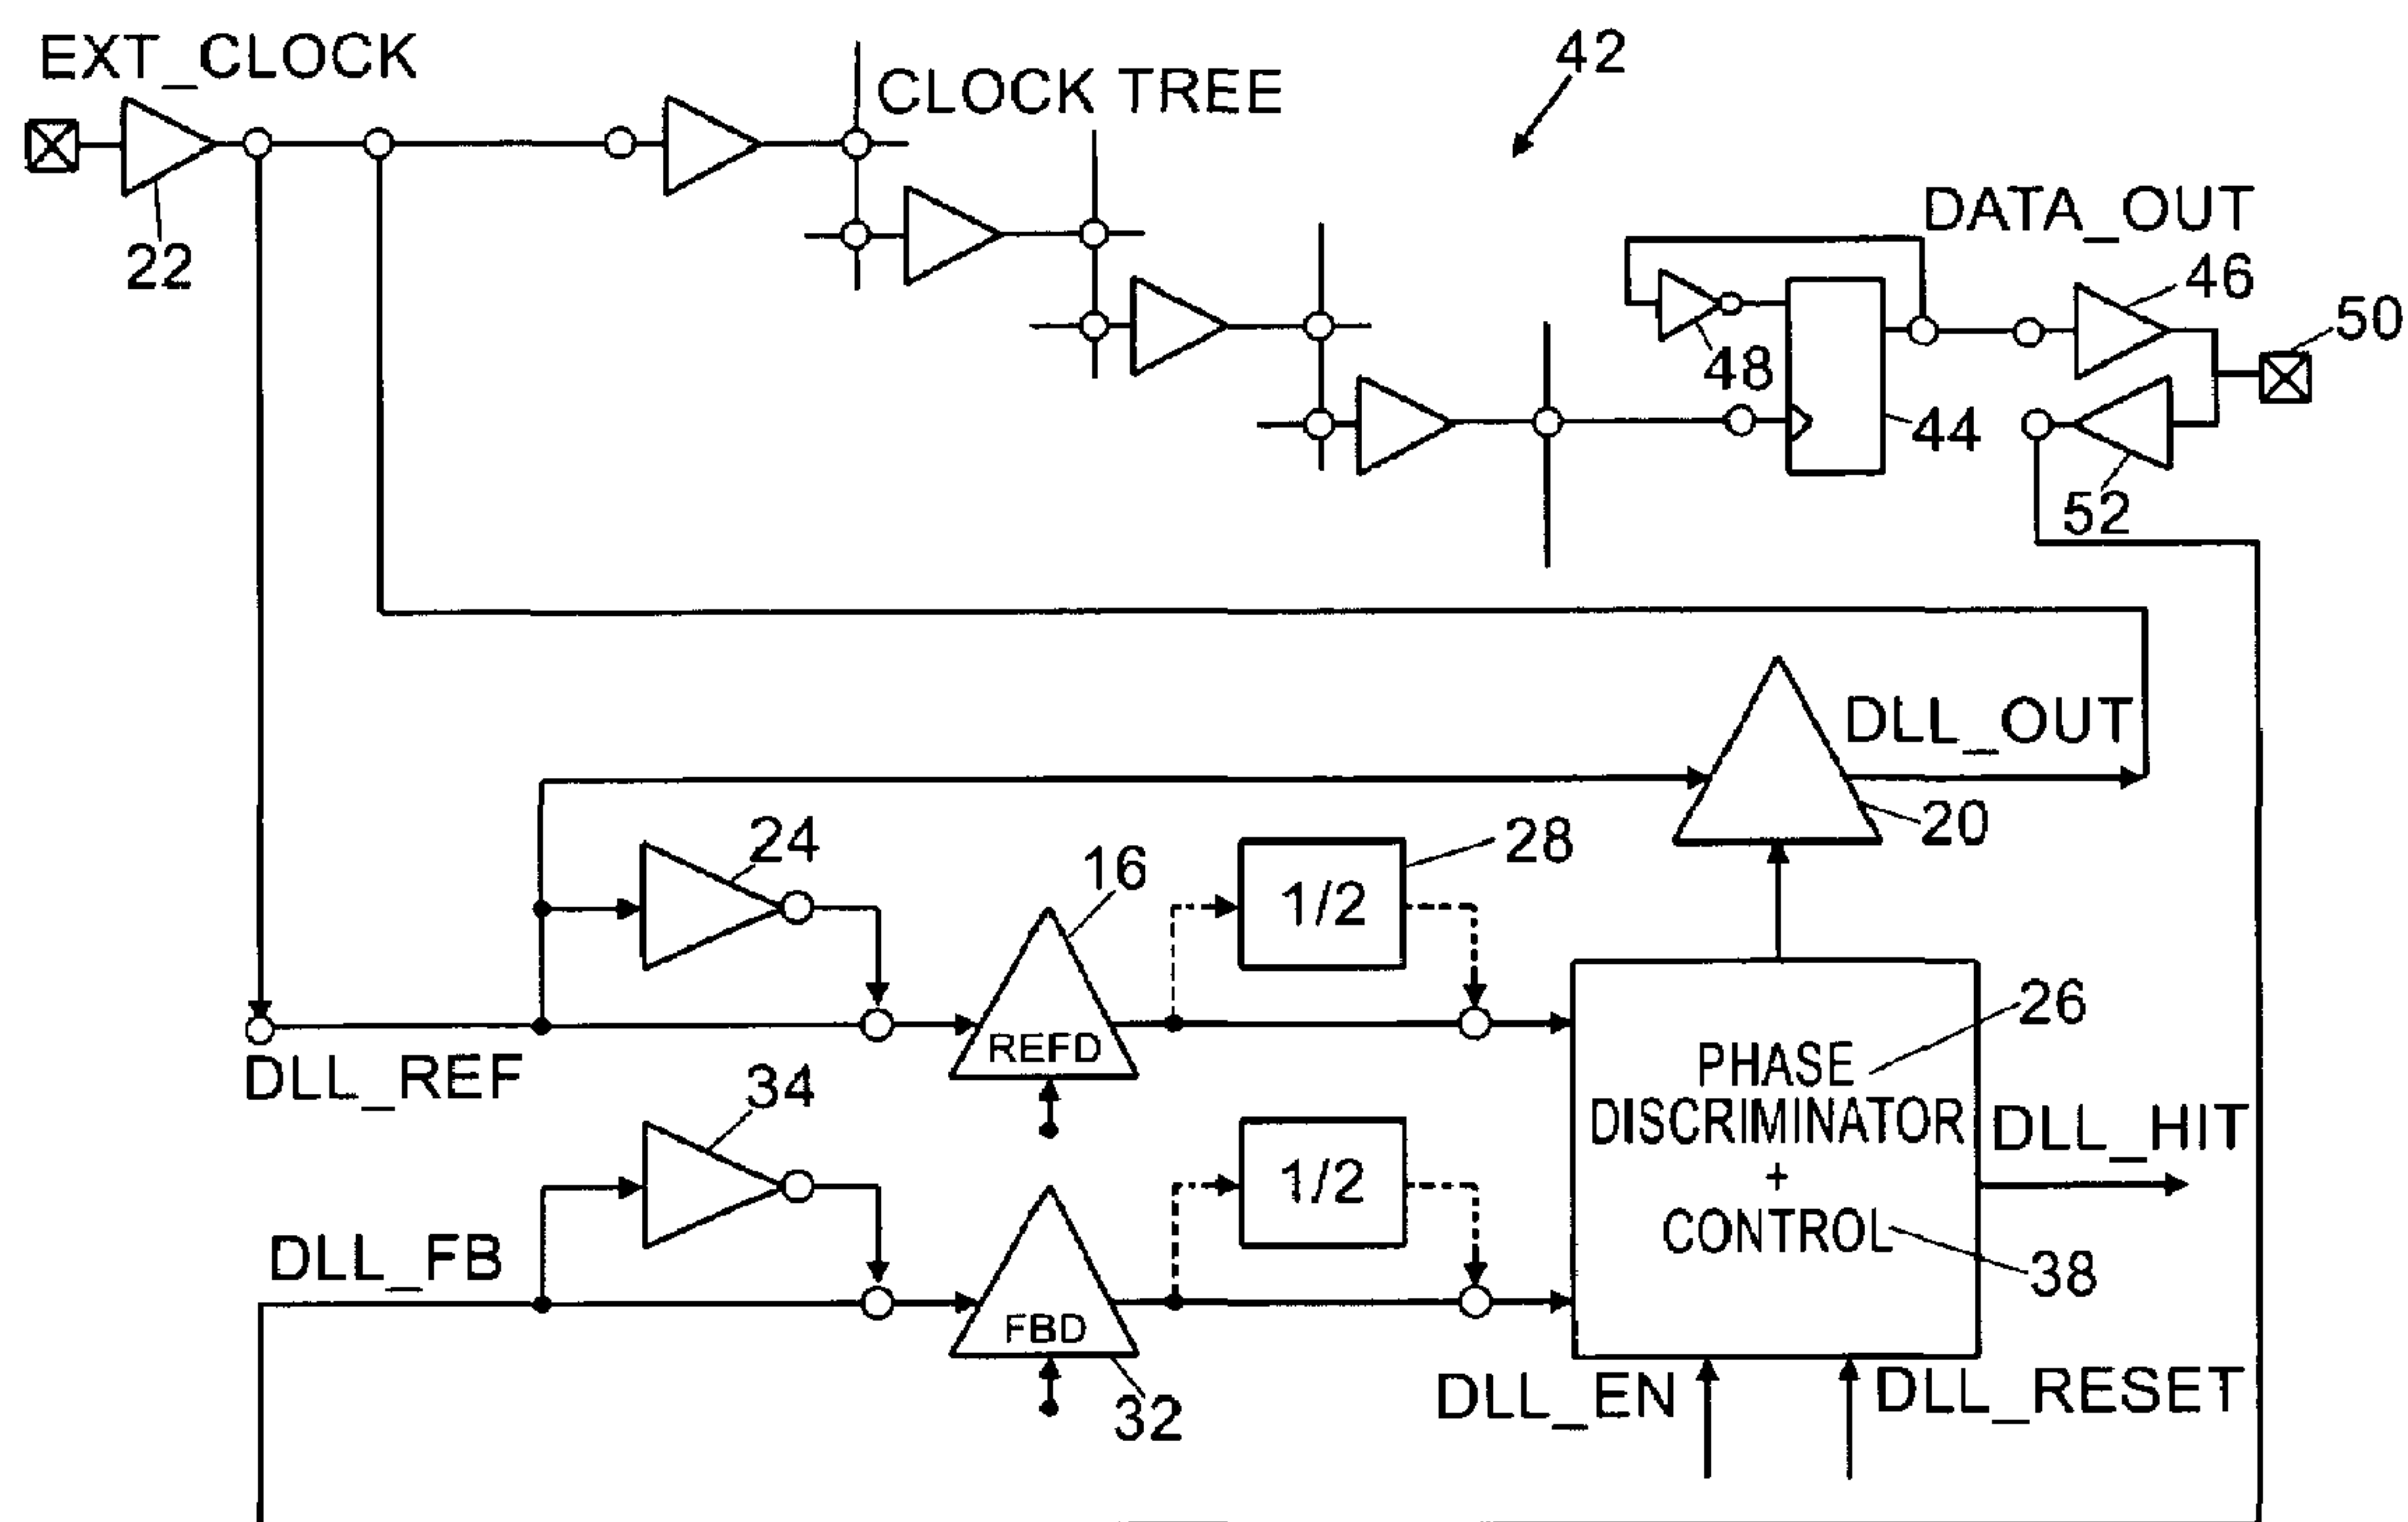 EXT_CLOCK
CLOCK TREE
42
22
DATA_OUT
46
50
48
44
52
DLL_OUT
20
24
16
28
1/2
REFD
26
DLL_REF
PHASE
DISCRIMINATOR
+
CONTROL
34
1/2
DLL_HIT
DLL_FB
38
FBD
32
DLL_EN
DLL_RESET